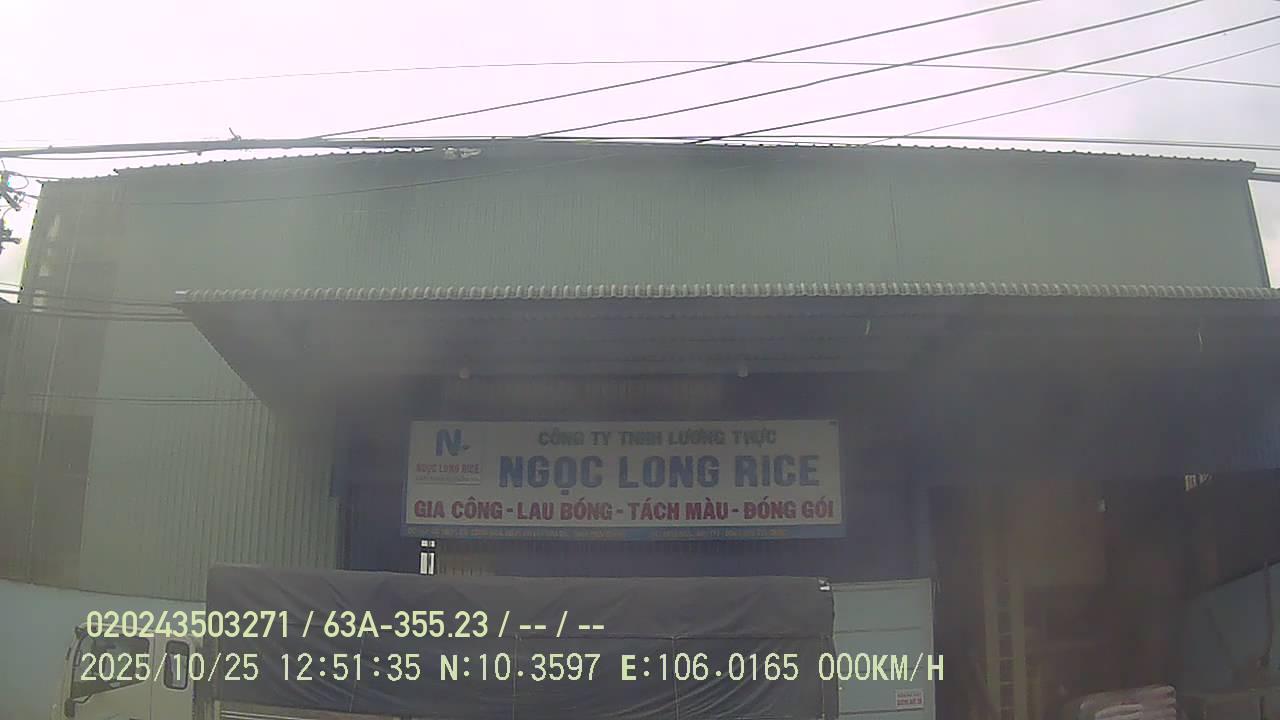 N
NGỌC LONG RICE
CÔNG TY TNHH LƯƠNG THỰC
NGỌC LONG RICE
GIA CÔNG - LAU BÓNG - TÁCH MÀU - ĐÓNG GÓI
020243503271 / 63A-355.23 / -- / --
2025/10/25 12:51:35 N:10.3597 E:106.0165 000KM/H